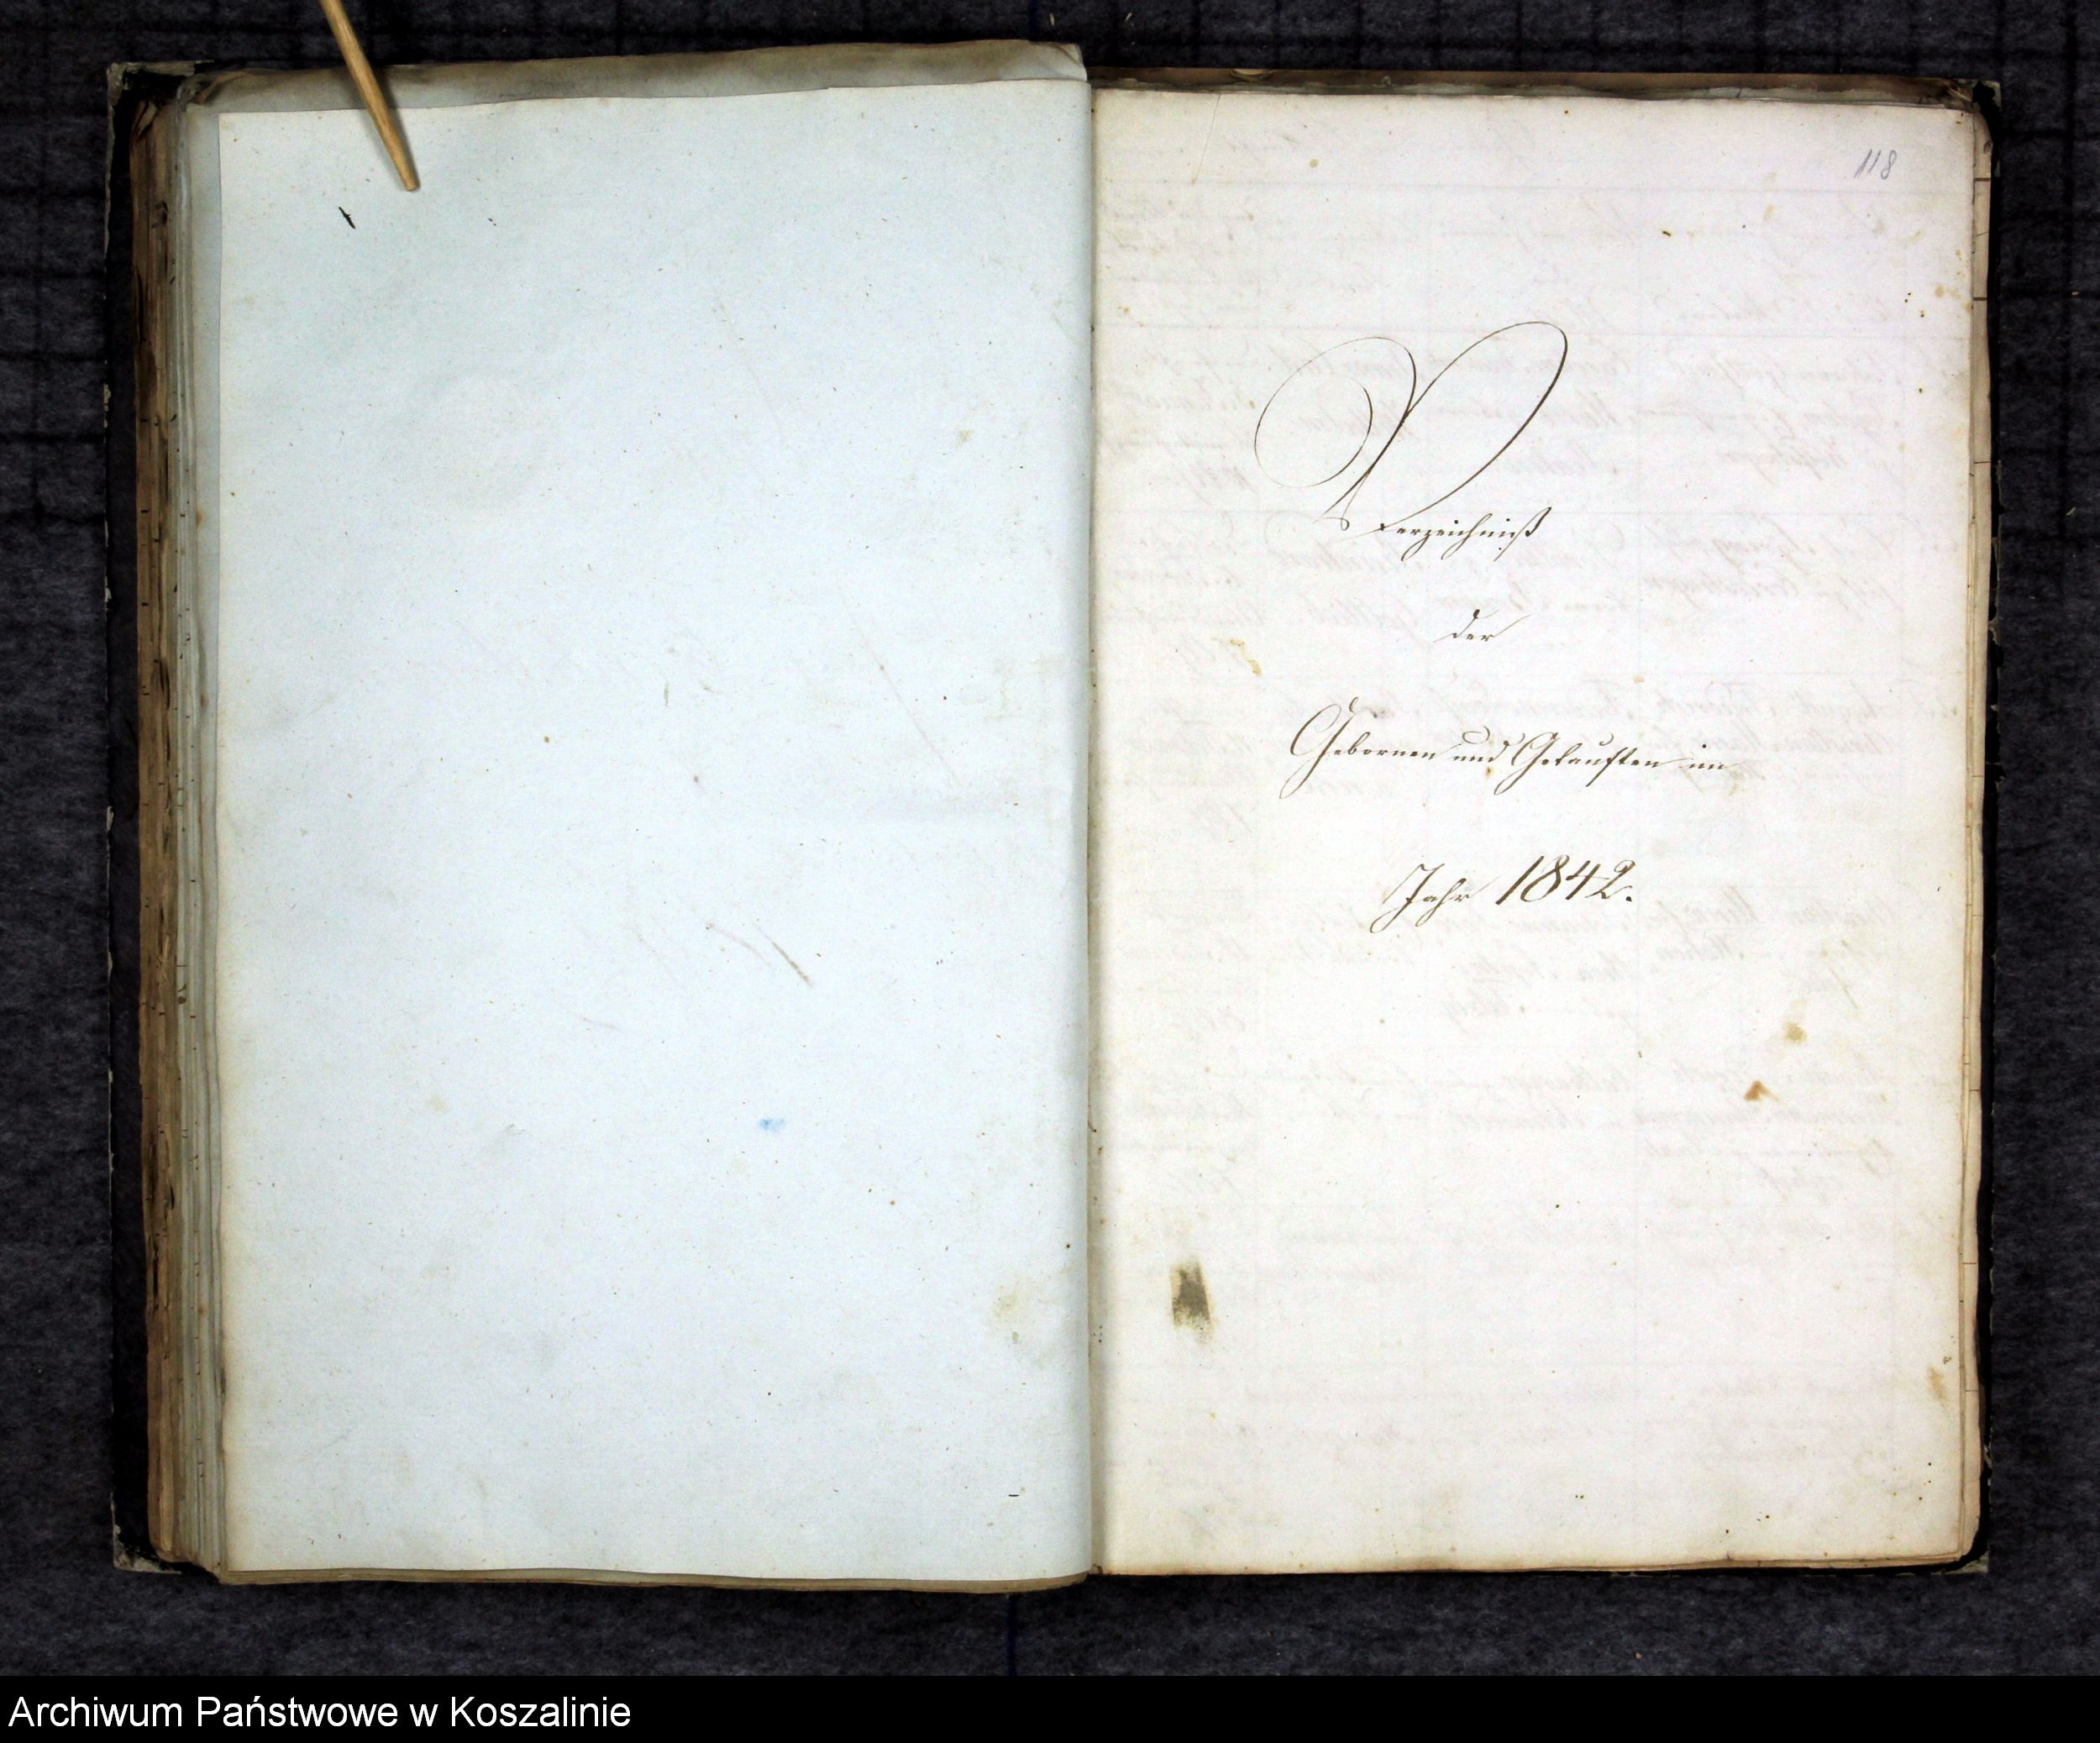 118
Verzeichniß
der
Gebornen und Getauften im
Jahr 1842.
Archiwum Państwowe w Koszalinie